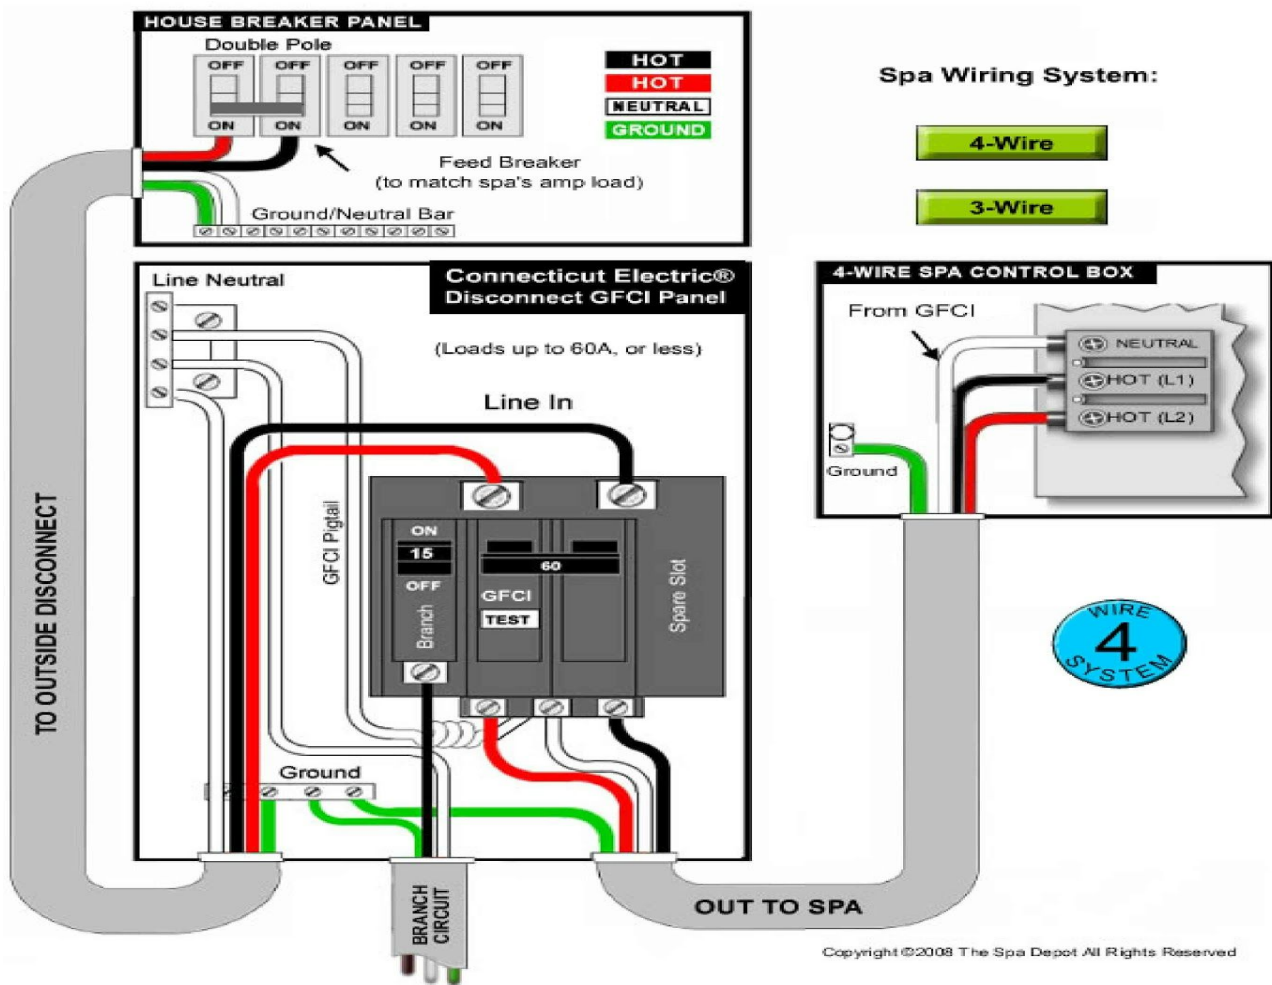 HOUSE BREAKER PANEL
Double Pole
OFF OFF OFF OFF OFF
ON ON ON ON ON
HOT
HOT
NEUTRAL
GROUND
Feed Breaker
(to match spa's amp load)
Ground/Neutral Bar
Spa Wiring System:
4-Wire
3-Wire
Line Neutral
Connecticut Electric®
Disconnect GFCI Panel
(Loads up to 60A, or less)
Line In
GFCI Pigtail
ON
15
OFF
Branch
60
GFCI
TEST
Spare Slot
Ground
TO OUTSIDE DISCONNECT
BRANCH
CIRCUIT
OUT TO SPA
4-WIRE SPA CONTROL BOX
From GFCI
NEUTRAL
HOT (L1)
HOT (L2)
Ground
WIRE
4
SYSTEM
Copyright ©2008 The Spa Depot All Rights Reserved